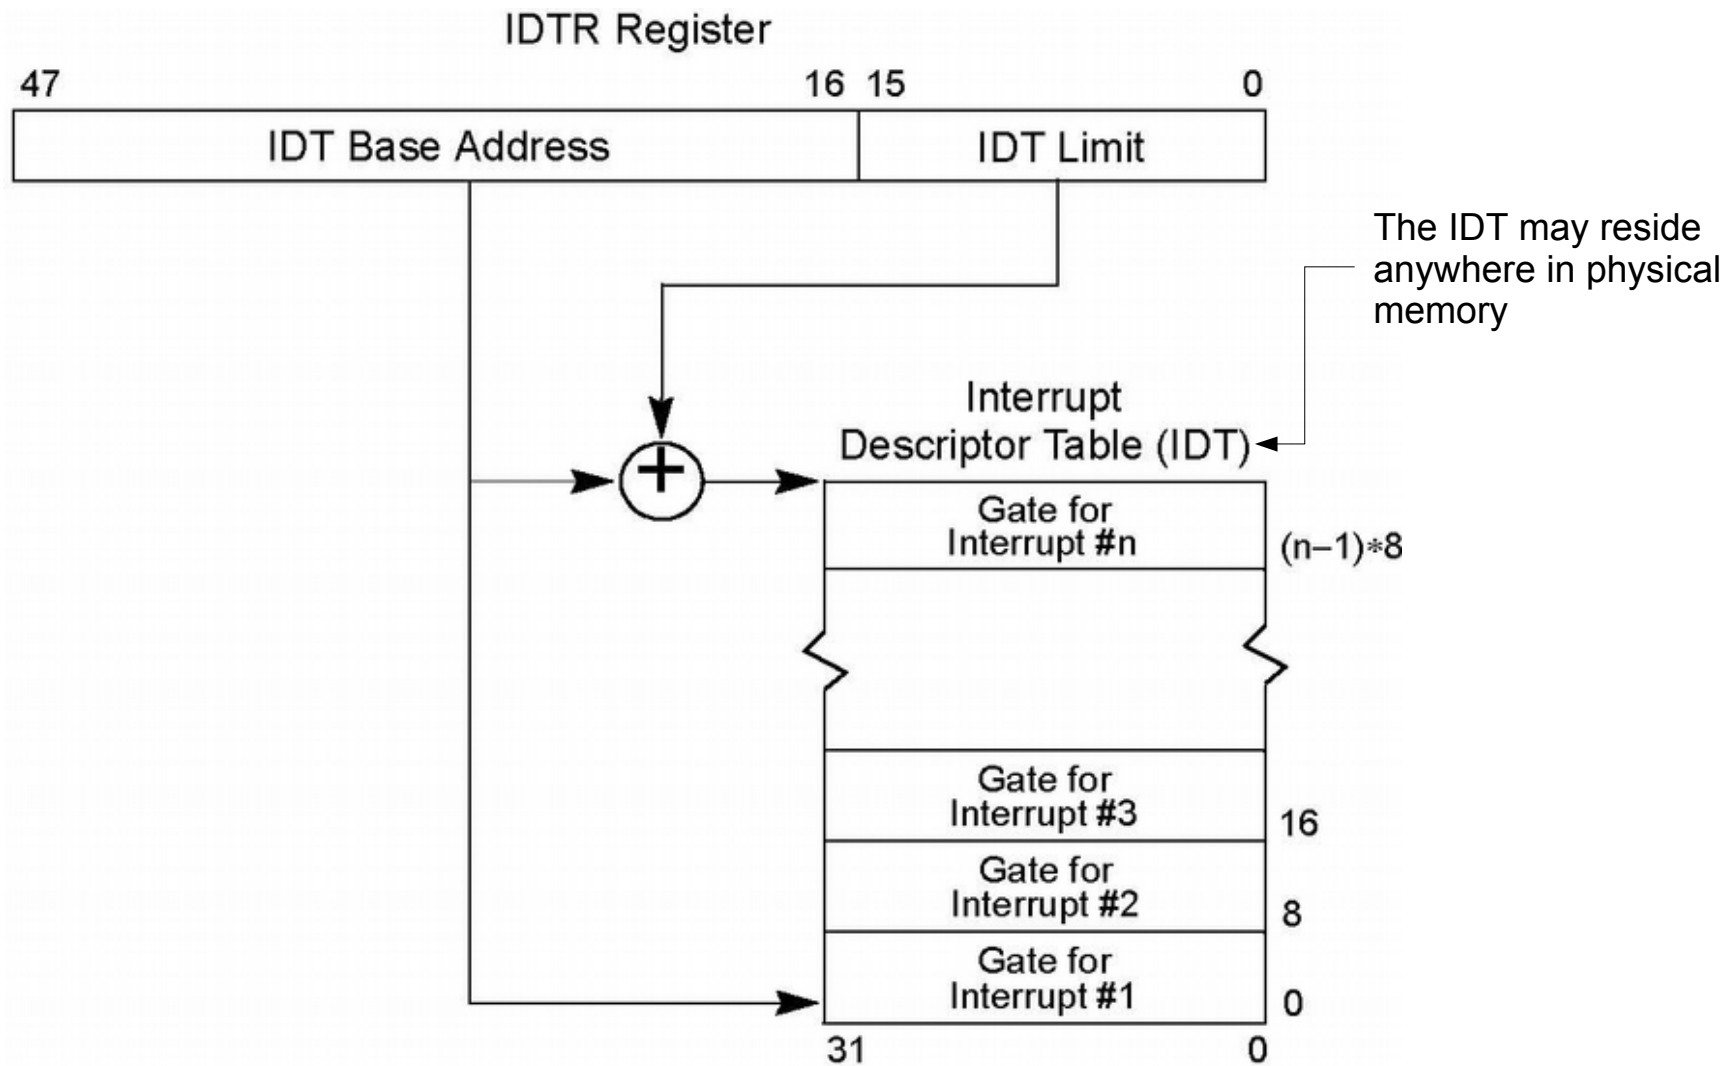 IDTR Register
47 16 15 0
IDT Base Address IDT Limit
The IDT may reside
anywhere in physical
memory
Interrupt
Descriptor Table (IDT)
+
Gate for
Interrupt #n
(n–1)*8
Gate for
Interrupt #3
16
Gate for
Interrupt #2
8
Gate for
Interrupt #1
0
31 0